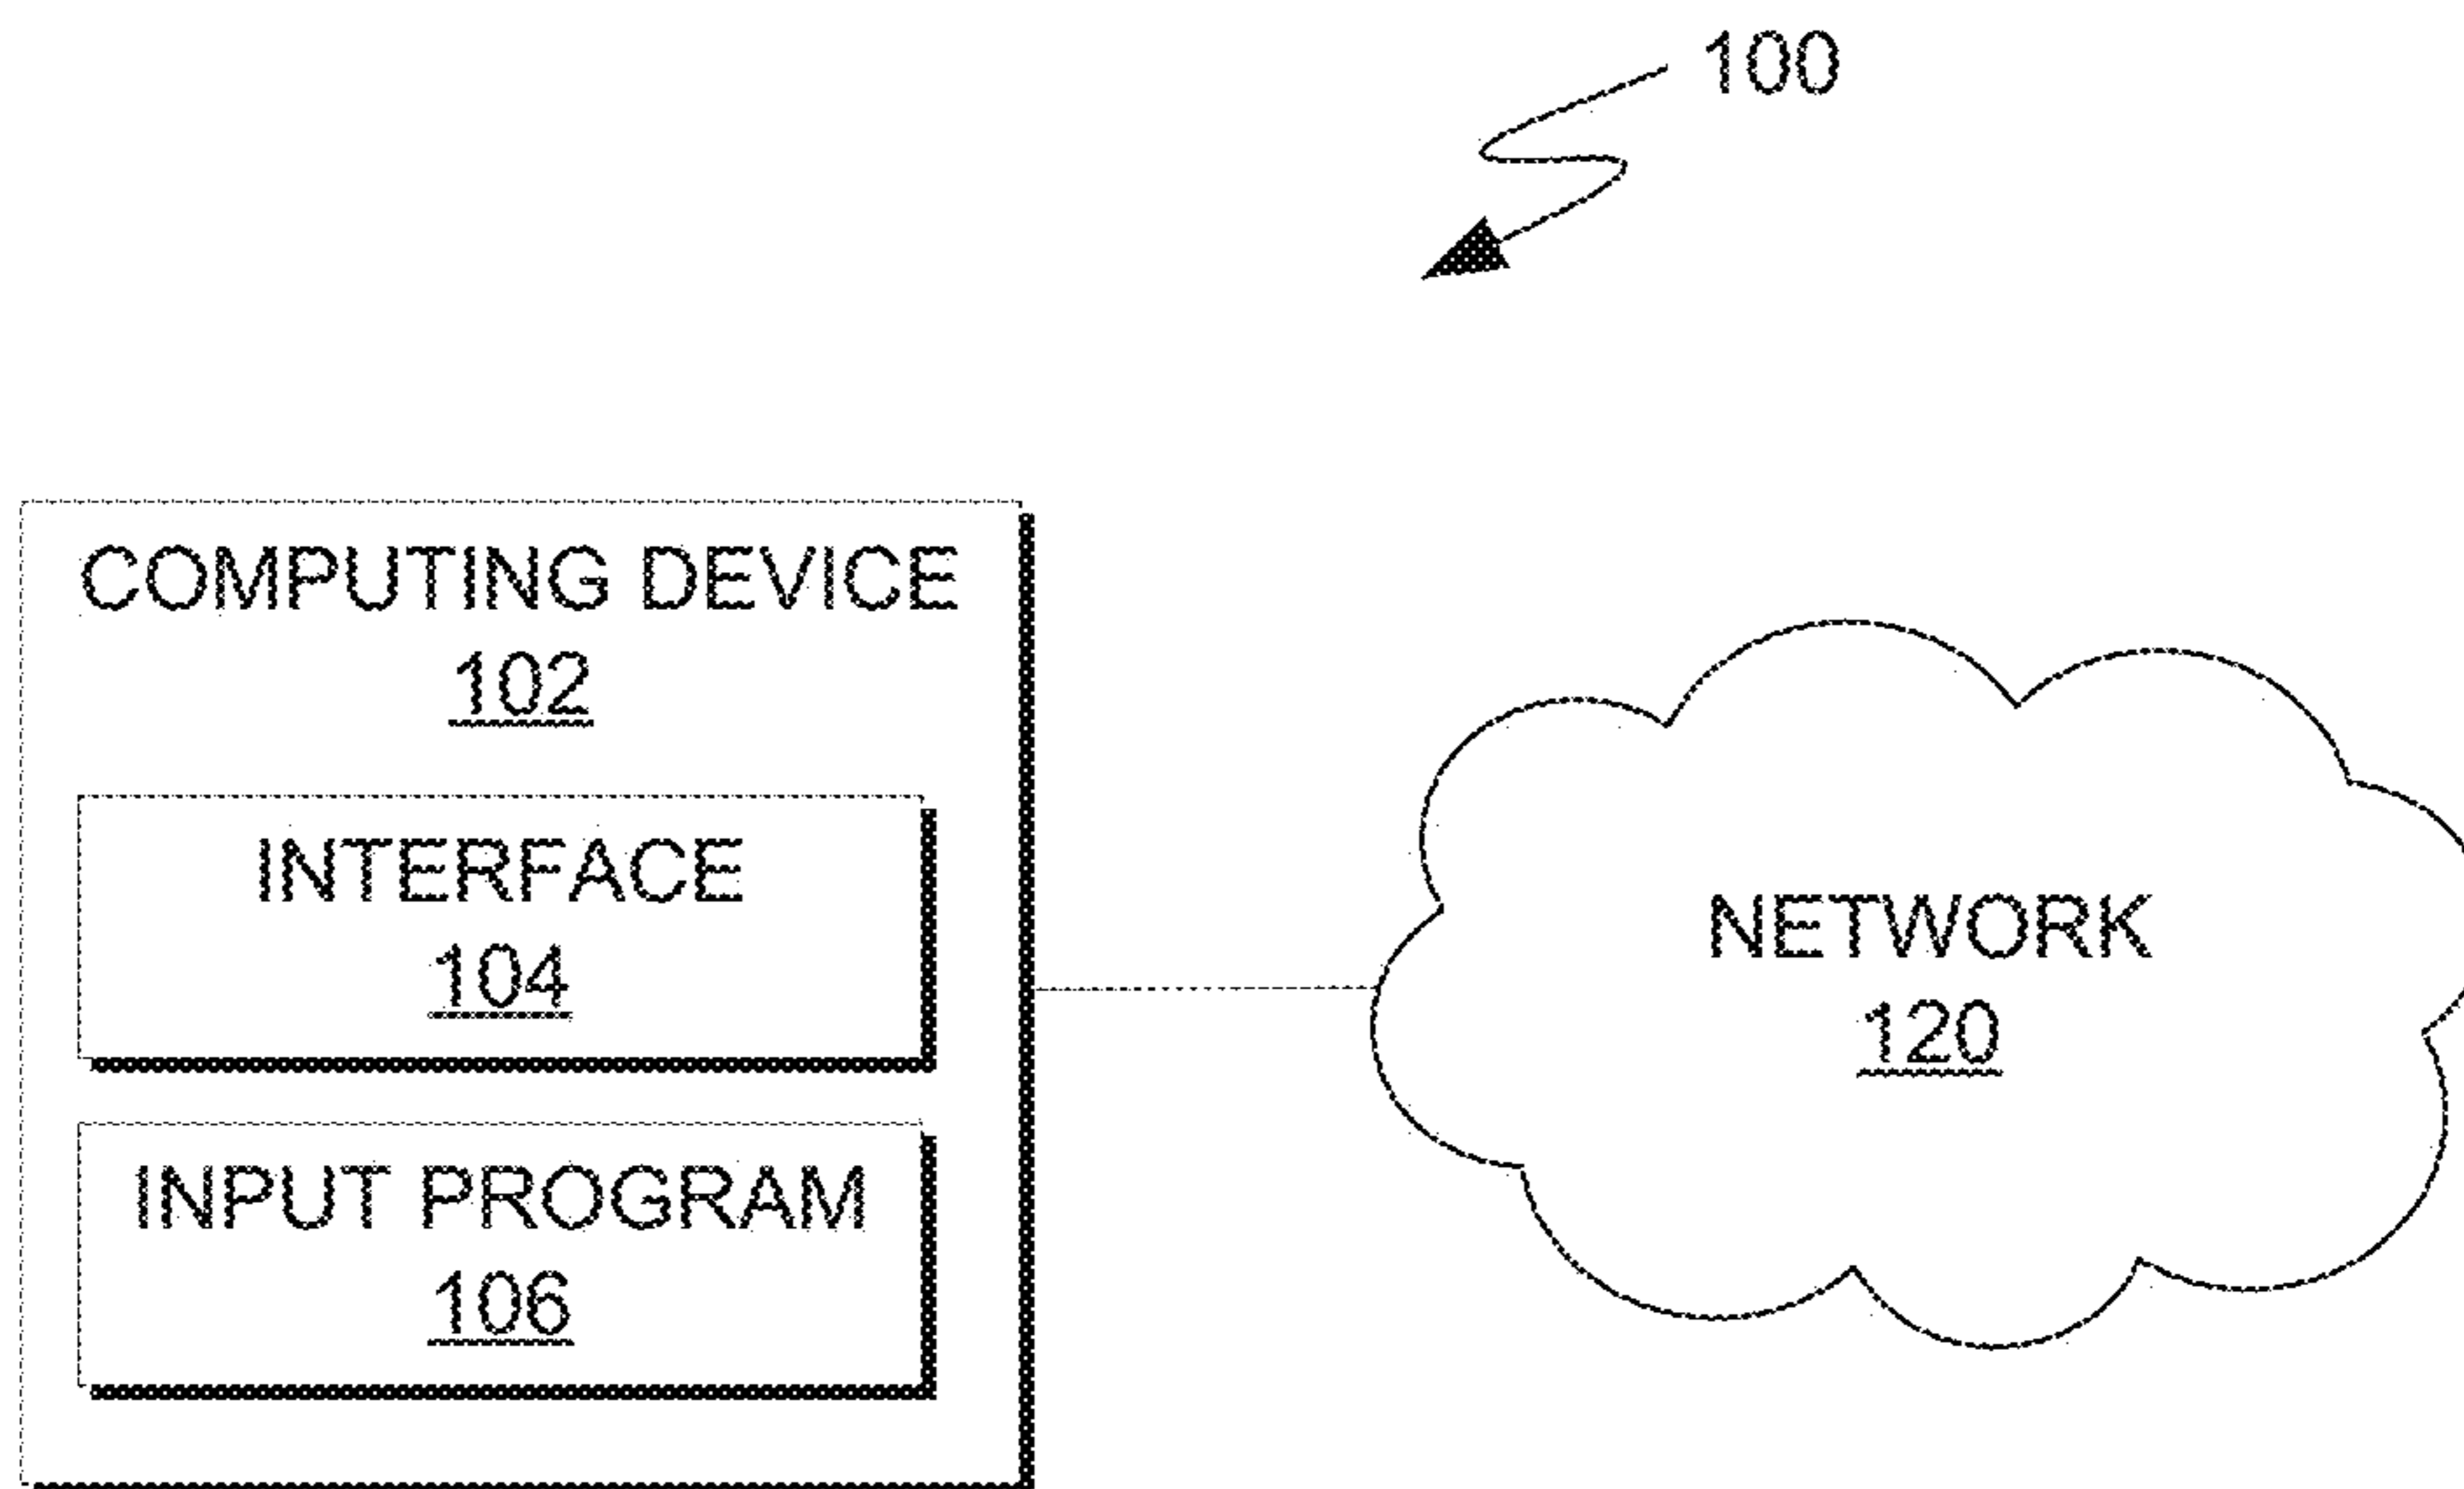 100
COMPUTING DEVICE
102
INTERFACE
104
INPUT PROGRAM
106
NETWORK
120